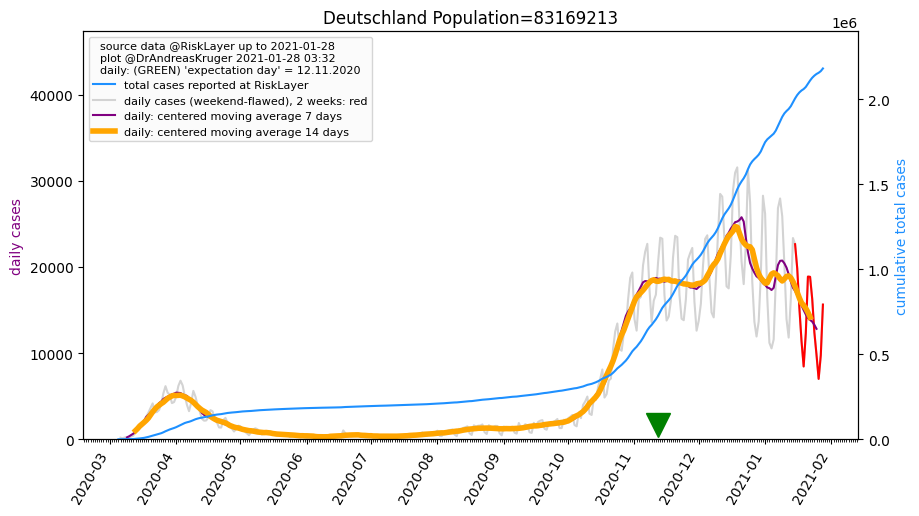 Deutschland Population=83169213
1e6
source data @RiskLayer up to 2021-01-28
plot @DrAndreasKruger 2021-01-28 03:32
daily: (GREEN) 'expectation day' = 12.11.2020
total cases reported at RiskLayer
daily cases (weekend-flawed), 2 weeks: red
daily: centered moving average 7 days
daily: centered moving average 14 days
daily cases
40000
30000
20000
10000
0
cumulative total cases
2.0
1.5
1.0
0.5
0.0
2020-03
2020-04
2020-05
2020-06
2020-07
2020-08
2020-09
2020-10
2020-11
2020-12
2021-01
2021-02